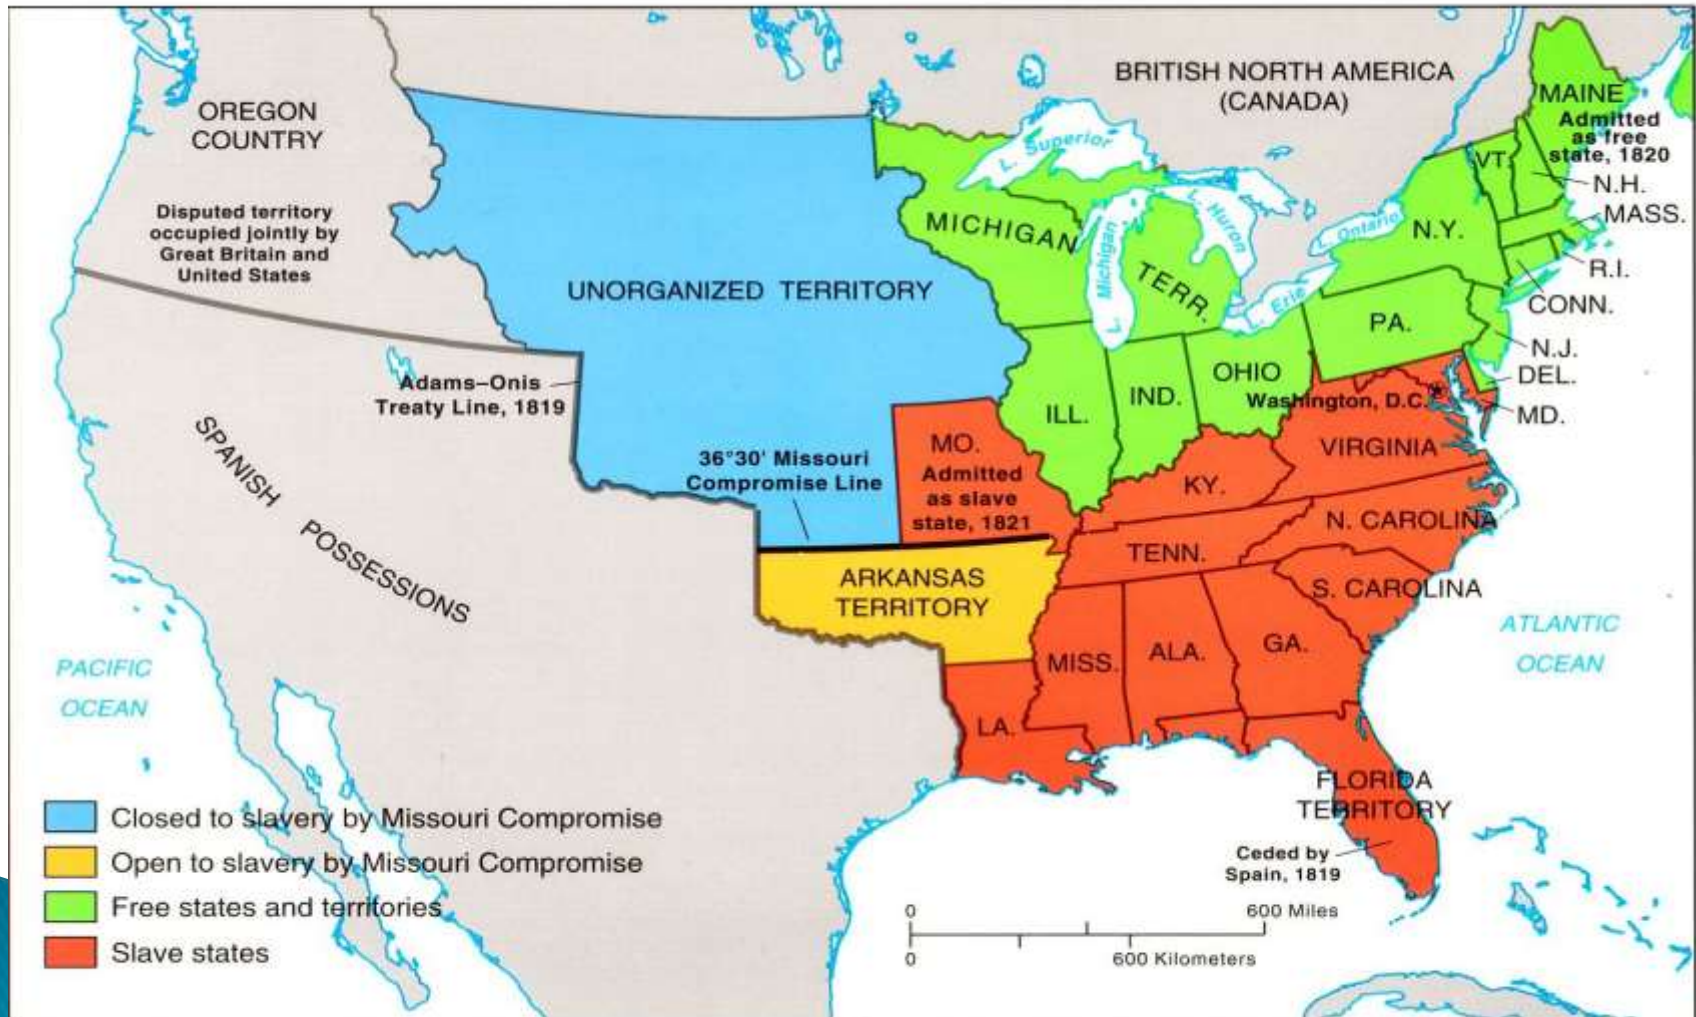 BRITISH NORTH AMERICA
(CANADA)
OREGON
COUNTRY
Disputed territory
occupied jointly by
Great Britain and
United States
UNORGANIZED TERRITORY
L. Superior
MICHIGAN
TERR.
L. Michigan
L. Huron
L. Ontario
L. Erie
MAINE
Admitted
as free
state, 1820
VT.
N.H.
MASS.
N.Y.
R.I.
CONN.
PA.
N.J.
DEL.
MD.
OHIO
IND.
ILL.
Washington, D.C.
Adams–Onis
Treaty Line, 1819
SPANISH POSSESSIONS
36°30' Missouri
Compromise Line
MO.
Admitted
as slave
state, 1821
VIRGINIA
KY.
N. CAROLINA
TENN.
S. CAROLINA
ARKANSAS
TERRITORY
MISS.
ALA.
GA.
LA.
FLORIDA
TERRITORY
Ceded by
Spain, 1819
ATLANTIC
OCEAN
PACIFIC
OCEAN
Closed to slavery by Missouri Compromise
Open to slavery by Missouri Compromise
Free states and territories
Slave states
0 600 Miles
0 600 Kilometers